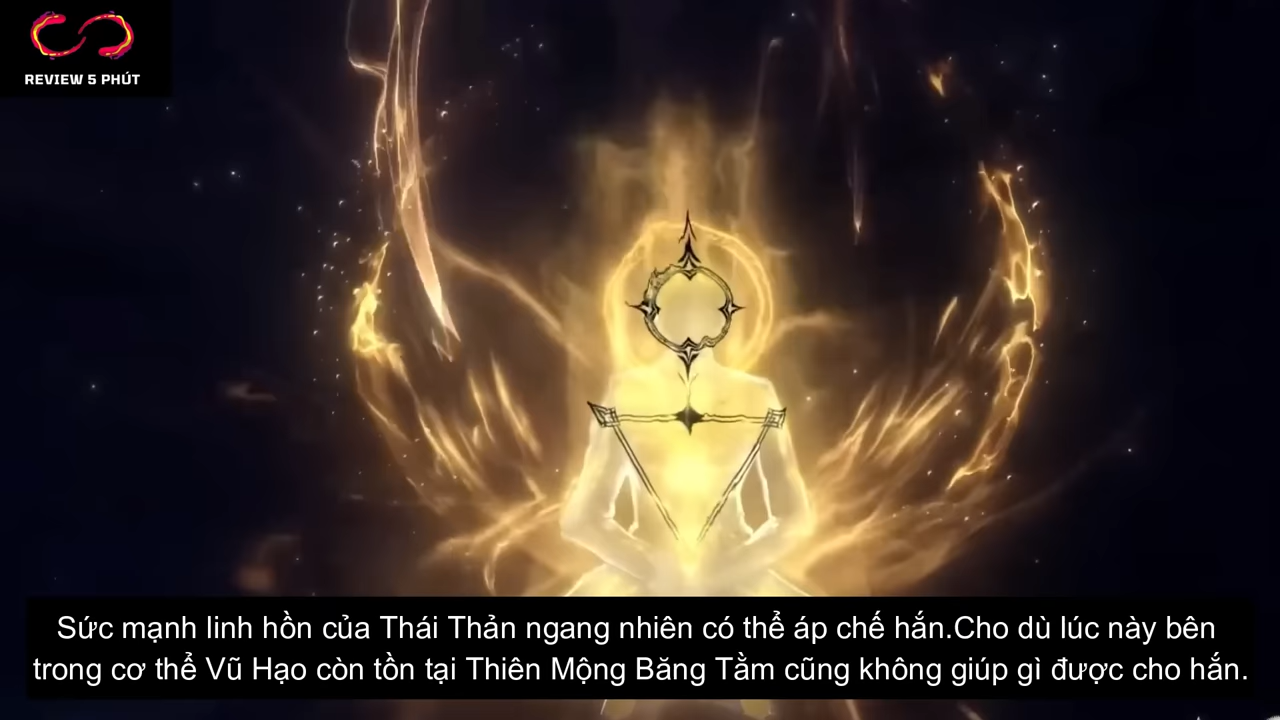 REVIEW 5 PHÚT
Sức mạnh linh hồn của Thái Thản ngang nhiên có thể áp chế hắn.Cho dù lúc này bên
trong cơ thể Vũ Hạo còn tồn tại Thiên Mộng Băng Tằm cũng không giúp gì được cho hắn.